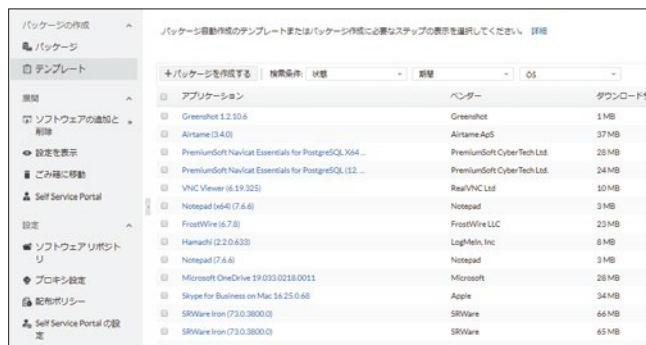 パッケージの作成
パッケージ
テンプレート
展開
ソフトウェアの追加と
削除
設定を表示
ごみ箱に移動
Self Service Portal
設定
ソフトウェアリポジト
リ
プロキシ設定
配布ポリシー
Self Service Portal の設
定
パッケージ自動作成のテンプレートまたはパッケージ作成に必要なステップの表示を選択してください。 詳細
+パッケージを作成する 検索条件: 状態 期間 OS
アプリケーション ベンダー ダウンロード
Greenshot 1.2.10.6 Greenshot 1 MB
Airtame (3.4.0) Airtame ApS 37 MB
PremiumSoft Navicat Essentials for PostgreSQL X64 ... PremiumSoft CyberTech Ltd. 28 MB
PremiumSoft Navicat Essentials for PostgreSQL (12. ... PremiumSoft CyberTech Ltd. 24 MB
VNC Viewer (6.19.325) RealVNC Ltd 10 MB
Notepad (x64) (7.6.6) Notepad 3 MB
FrostWire (6.7.8) FrostWire LLC 23 MB
Hamachi (2.2.0.633) LogMeIn, Inc 8 MB
Notepad (7.6.6) Notepad 3 MB
Microsoft OneDrive 19.033.0218.0011 Microsoft 28 MB
Skype for Business on Mac 16.25.0.68 Apple 34 MB
SRWare Iron (73.0.3800.0) SRWare 66 MB
SRWare Iron (73.0.3800.0) SRWare 65 MB